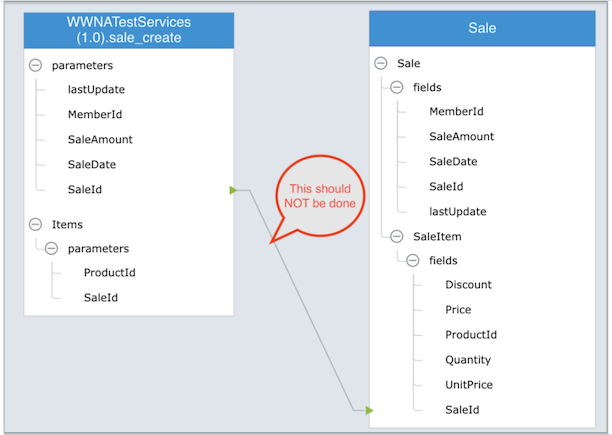 WWNATestServices
(1.0).sale_create
parameters
lastUpdate
MemberId
SaleAmount
SaleDate
SaleId
Items
parameters
ProductId
SaleId
This should
NOT be done
Sale
Sale
fields
MemberId
SaleAmount
SaleDate
SaleId
lastUpdate
SaleItem
fields
Discount
Price
ProductId
Quantity
UnitPrice
SaleId